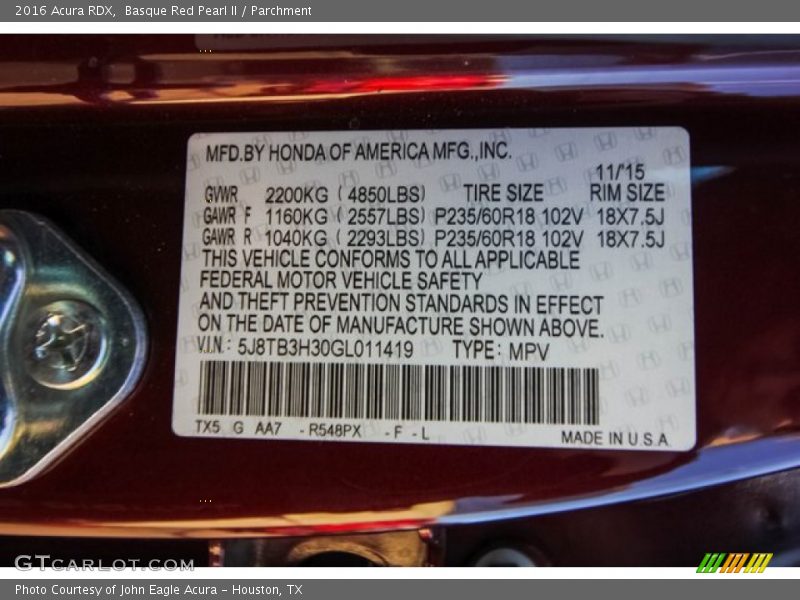 2016 Acura RDX, Basque Red Pearl II / Parchment
MFD.BY HONDA OF AMERICA MFG.,INC.
11/15
GVWR 2200KG ( 4850LBS) TIRE SIZE RIM SIZE
GAWR F 1160KG ( 2557LBS) P235/60R18 102V 18X7.5J
GAWR R 1040KG ( 2293LBS) P235/60R18 102V 18X7.5J
THIS VEHICLE CONFORMS TO ALL APPLICABLE
FEDERAL MOTOR VEHICLE SAFETY
AND THEFT PREVENTION STANDARDS IN EFFECT
ON THE DATE OF MANUFACTURE SHOWN ABOVE.
V.I.N.: 5J8TB3H30GL011419 TYPE: MPV
TX5 G AA7 -R548PX -F-L MADE IN U.S.A
GTCARLOT.COM
Photo Courtesy of John Eagle Acura - Houston, TX